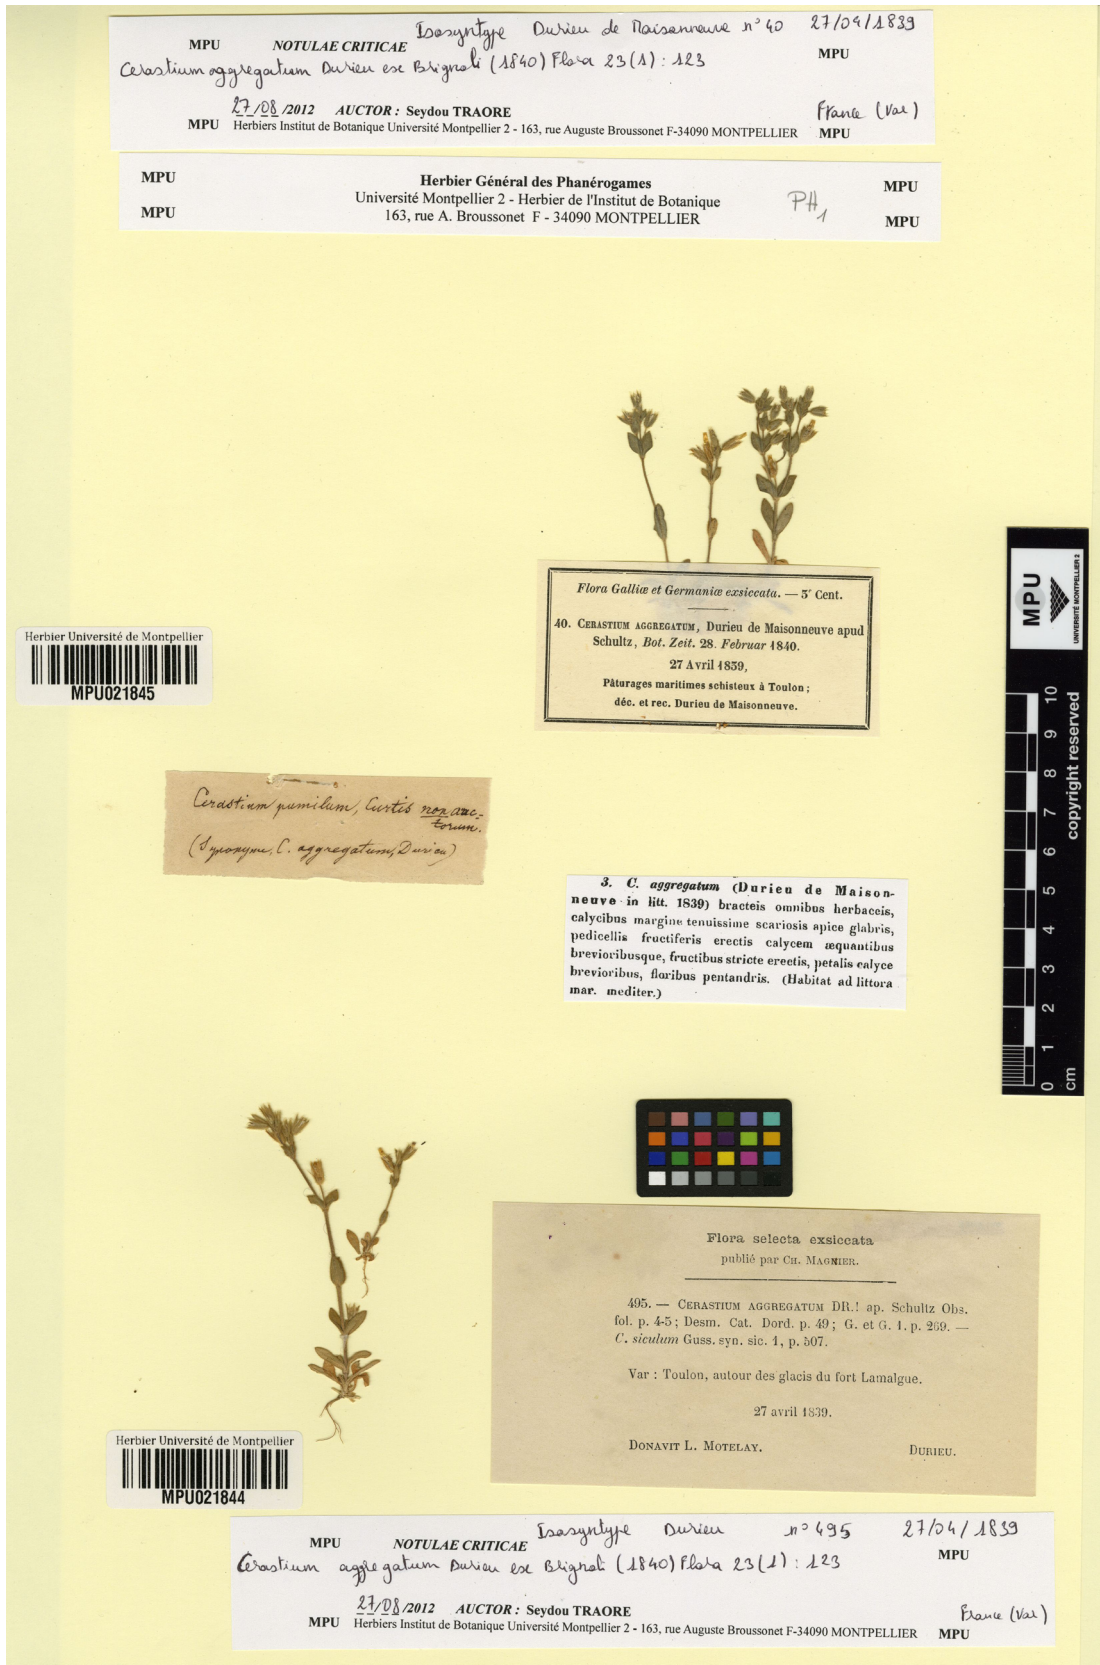 Isosyntype Durieu de Maisonneuve n° 40 27/04/1839
MPU NOTULAE CRITICAE MPU
Cerastium aggregatum Durieu ex Brignoli (1840) Flora 23(1) : 123
27/08/2012 AUCTOR : Seydou TRAORE France (Var)
MPU Herbiers Institut de Botanique Université Montpellier 2 - 163, rue Auguste Broussonet F-34090 MONTPELLIER MPU
MPU Herbier Général des Phanérogames MPU
Université Montpellier 2 - Herbier de l'Institut de Botanique PH1
MPU 163, rue A. Broussonet F - 34090 MONTPELLIER MPU
Flora Galliæ et Germaniæ exsiccata. — 5e Cent.
40. CERASTIUM AGGREGATUM, Durieu de Maisonneuve apud
Schultz, Bot. Zeit. 28. Februar 1840.
27 Avril 1839,
Pâturages maritimes schisteux à Toulon ;
déc. et rec. Durieu de Maisonneuve.
Herbier Université de Montpellier
MPU021845
MPU
UNIVERSITÉ MONTPELLIER 2
10
9
8
7
6
5
4
3
2
1
0
cm
copyright reserved
Cerastium pumilum, Curtis non auc-
torum.
(Synonyme, C. aggregatum, Durieu)
3. C. aggregatum (Durieu de Maison-
neuve in litt. 1839) bracteis omnibus herbaceis,
calycibus margine tenuissime scariosis apice glabris,
pedicellis fructiferis erectis calycem æquantibus
brevioribusque, fructibus stricte erectis, petalis calyce
brevioribus, floribus pentandris. (Habitat ad littora
mar. mediter.)
Flora selecta exsiccata
publié par CH. MAGNIER.
495. — CERASTIUM AGGREGATUM DR.! ap. Schultz Obs.
fol. p. 4-5 ; Desm. Cat. Dord. p. 49 ; G. et G. 1, p. 269. —
C. siculum Guss. syn. sic. 1, p. 507.
Var : Toulon, autour des glacis du fort Lamalgue.
27 avril 1839.
DONAVIT L. MOTELAY. DURIEU.
Herbier Université de Montpellier
MPU021844
Isosyntype Durieu n° 495 27/04/1839
MPU NOTULAE CRITICAE MPU
Cerastium aggregatum Durieu ex Brignoli (1840) Flora 23(1) : 123
27/08/2012 AUCTOR : Seydou TRAORE France (Var)
MPU Herbiers Institut de Botanique Université Montpellier 2 - 163, rue Auguste Broussonet F-34090 MONTPELLIER MPU